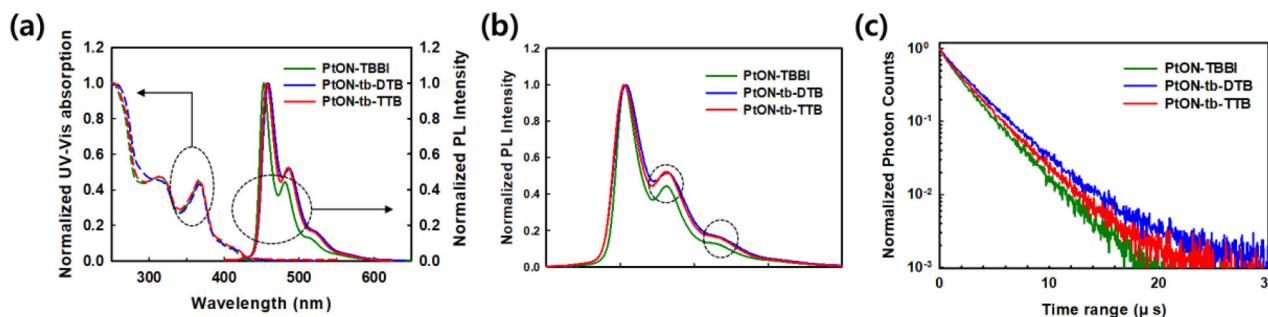 (a)
Normalized UV-Vis absorption
1.2
1.0
0.8
0.6
0.4
0.2
0.0
300
400
500
600
Wavelength (nm)
PtON-TBBI
PtON-tb-DTB
PtON-tb-TTB
1.2
1.0
0.8
0.6
0.4
0.2
0.0
Normalized PL Intensity
(b)
Normalized PL Intensity
1.2
1.0
0.8
0.6
0.4
0.2
0.0
PtON-TBBI
PtON-tb-DTB
PtON-tb-TTB
(c)
Normalized Photon Counts
10⁰
10⁻¹
10⁻²
10⁻³
0
10
20
3
Time range (μ s)
PtON-TBBI
PtON-tb-DTB
PtON-tb-TTB